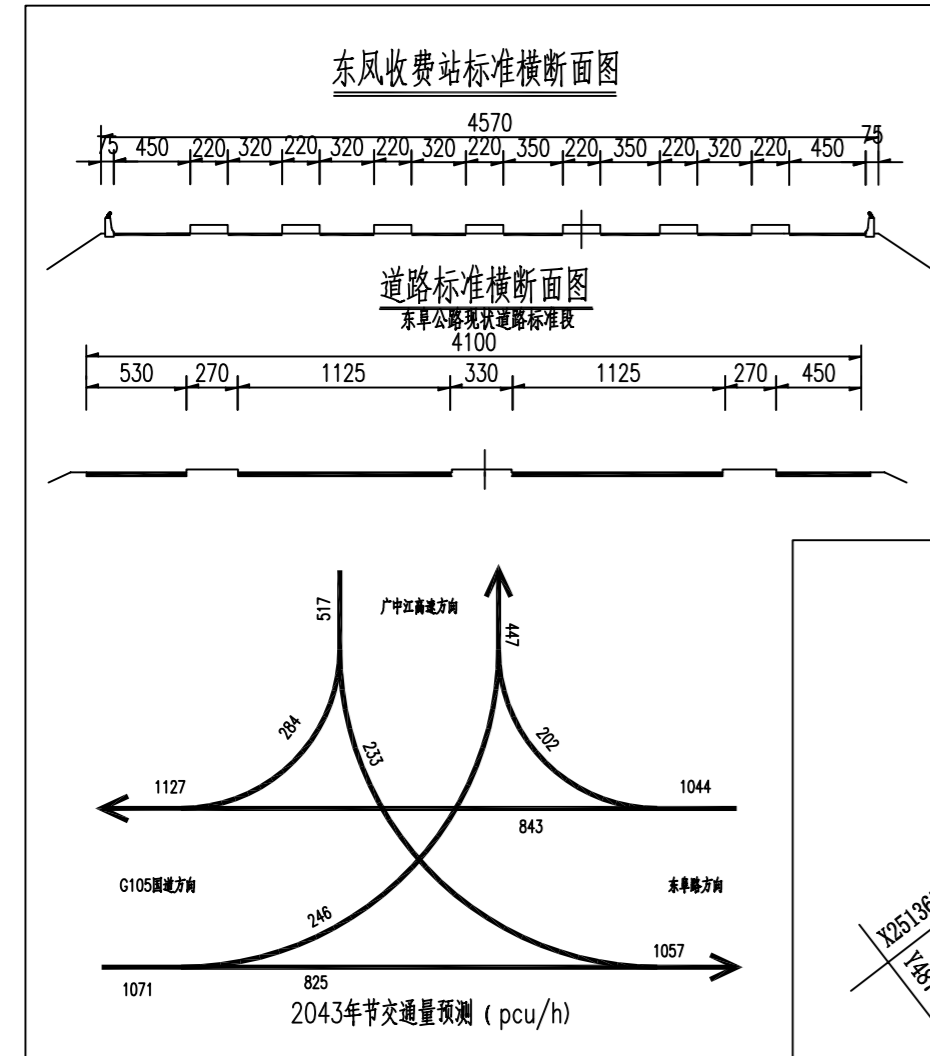 东凤收费站标准横断面图
4570
75 450 220 320 220 320 220 320 220 350 220 350 220 320 220 450 75
道路标准横断面图
东阜公路现状道路标准段
4100
530 270 1125 330 1125 270 450
517
广中江高速方向
447
284
233
202
1127
1044
843
G105国道方向
东阜路方向
246
1057
1071
825
2043年节交通量预测（pcu/h)
X25136
Y487